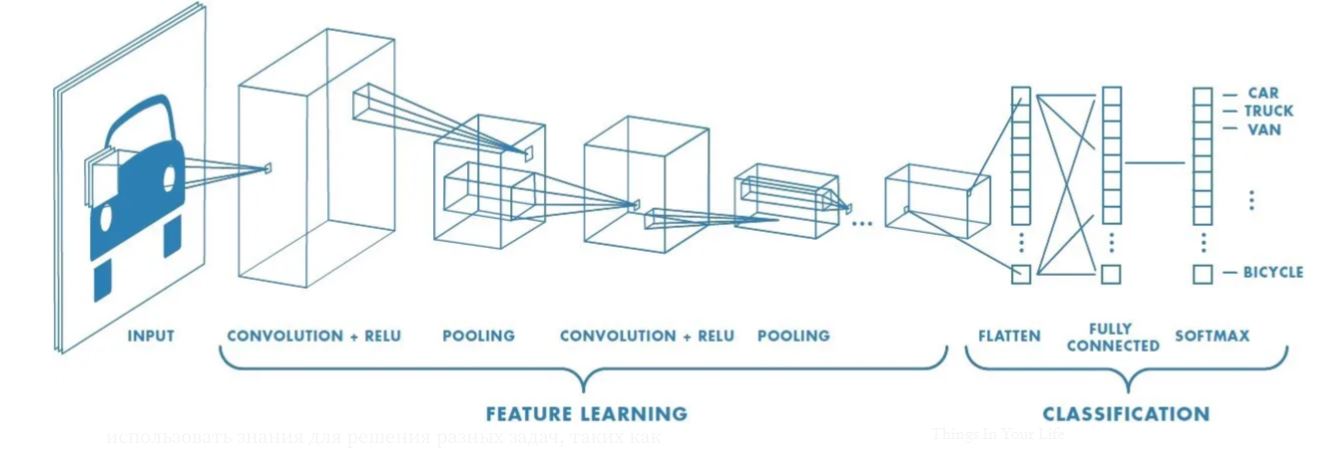 CAR
TRUCK
VAN
BICYCLE
INPUT
CONVOLUTION + RELU
POOLING
CONVOLUTION + RELU
POOLING
FLATTEN
FULLY
CONNECTED
SOFTMAX
FEATURE LEARNING
CLASSIFICATION
использовать знания для решения разных задач, таких как
Things in Your Life